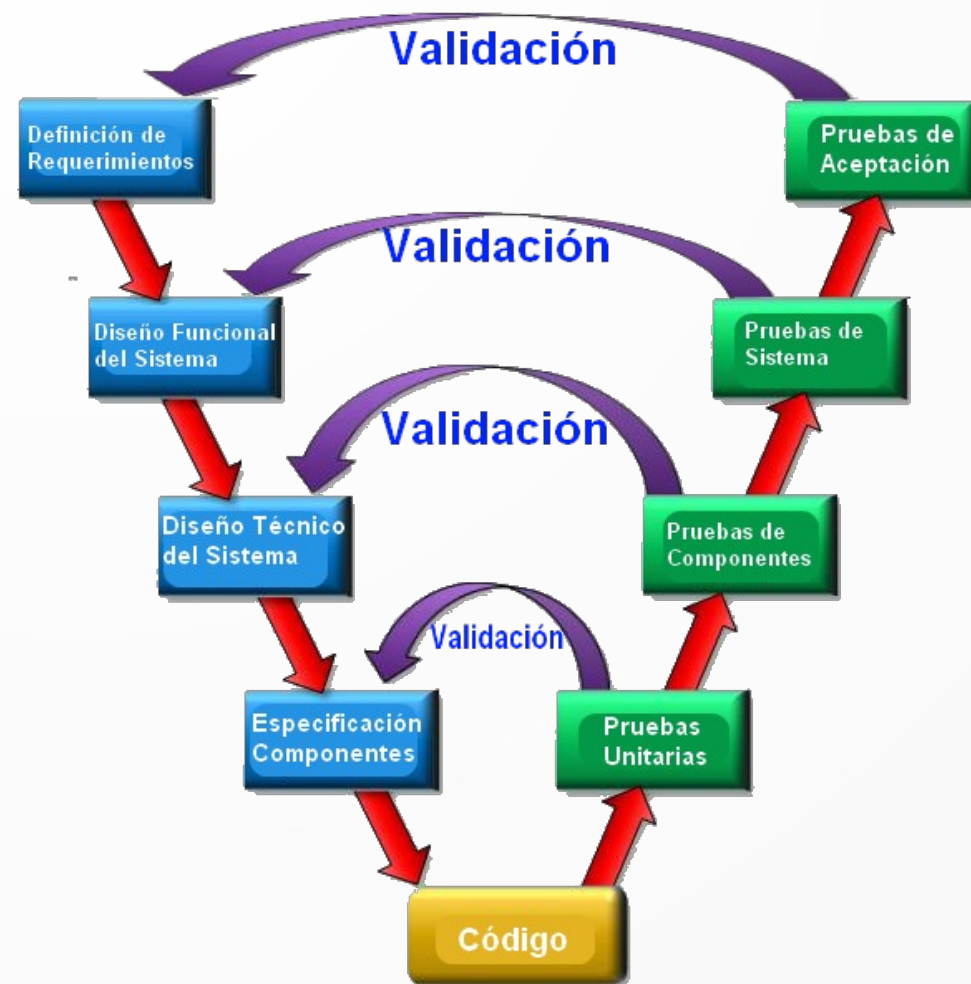 Validación
Definición de
Requerimientos
Pruebas de
Aceptación
Validación
Diseño Funcional
del Sistema
Pruebas de
Sistema
Validación
Diseño Técnico
del Sistema
Pruebas de
Componentes
Validación
Especificación
Componentes
Pruebas
Unitarias
Código